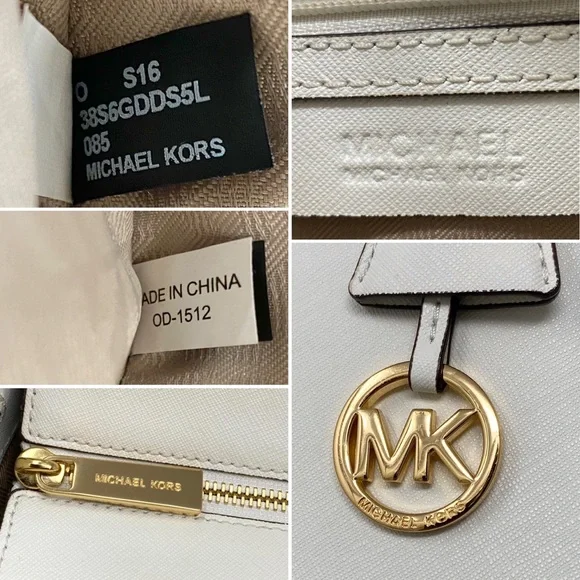 O S16
38S6GDDS5L
085
MICHAEL KORS
MICHAEL
MICHAEL KORS
ADE IN CHINA
OD-1512
MICHAEL KORS
MK
MICHAEL KORS